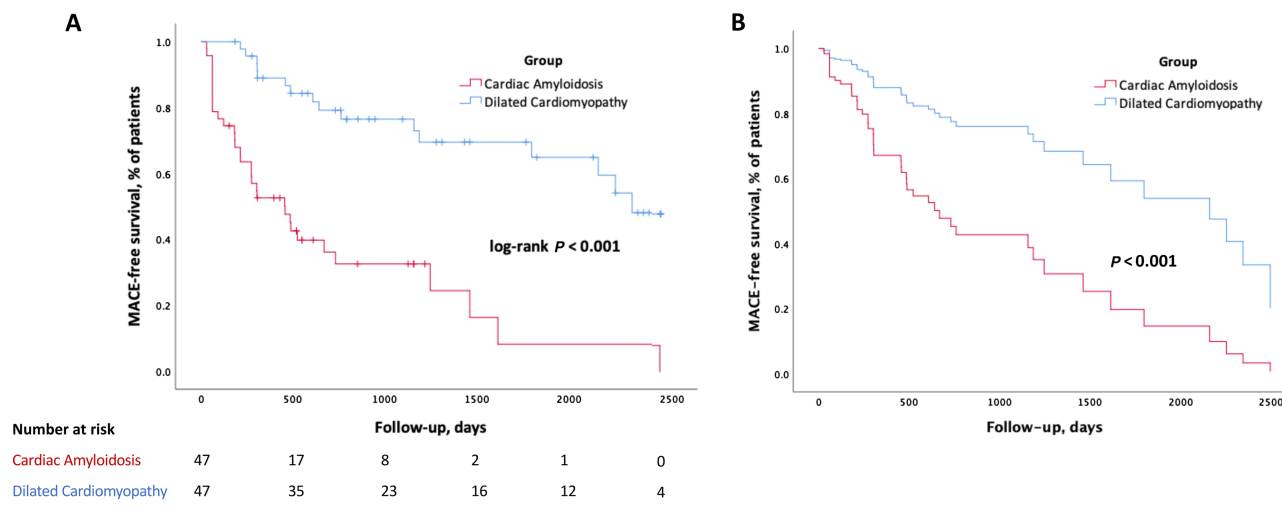 A
1.0
0.8
0.6
0.4
0.2
0.0
MACE-free survival, % of patients
Group
Cardiac Amyloidosis
Dilated Cardiomyopathy
log-rank P < 0.001
0 500 1000 1500 2000 2500
Follow-up, days
Number at risk
Cardiac Amyloidosis 47 17 8 2 1 0
Dilated Cardiomyopathy 47 35 23 16 12 4
B
1.0
0.8
0.6
0.4
0.2
0.0
MACE-free survival, % of patients
Group
Cardiac Amyloidosis
Dilated Cardiomyopathy
P < 0.001
0 500 1000 1500 2000 2500
Follow-up, days